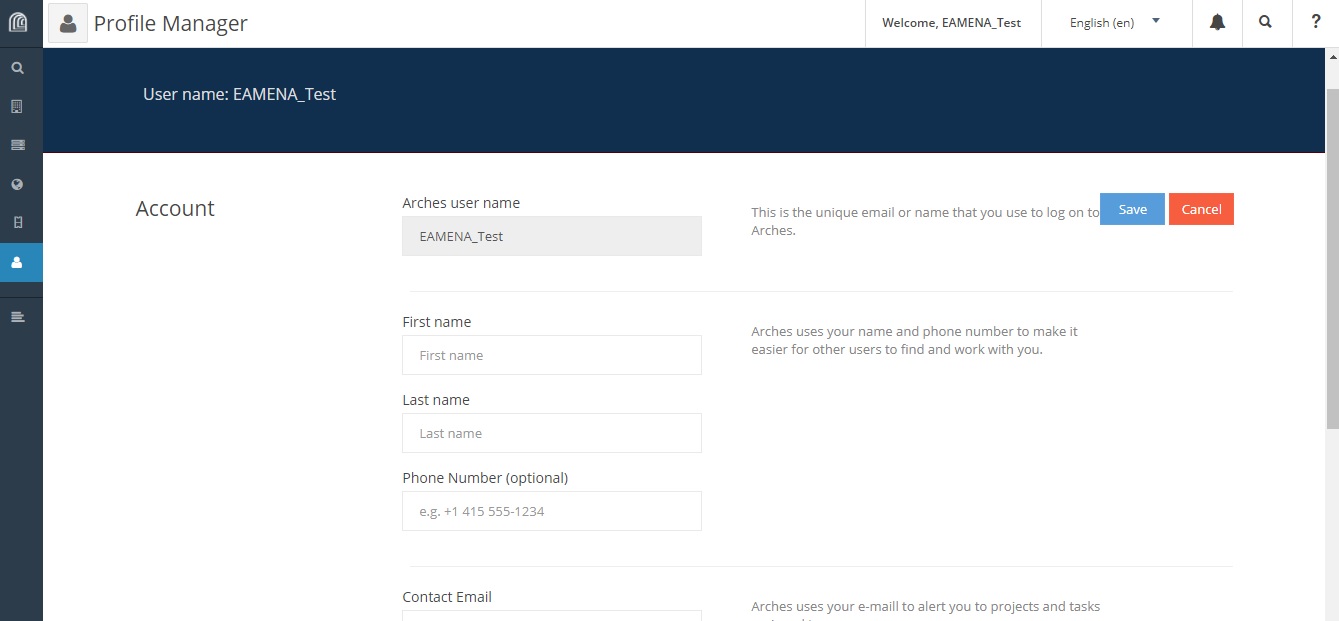 Profile Manager
Welcome, EAMENA_Test
English (en)
?
User name: EAMENA_Test
Account
Arches user name
EAMENA_Test
This is the unique email or name that you use to log on to
Arches.
Save
Cancel
First name
First name
Arches uses your name and phone number to make it
easier for other users to find and work with you.
Last name
Last name
Phone Number (optional)
e.g. +1 415 555-1234
Contact Email
Arches uses your e-maill to alert you to projects and tasks